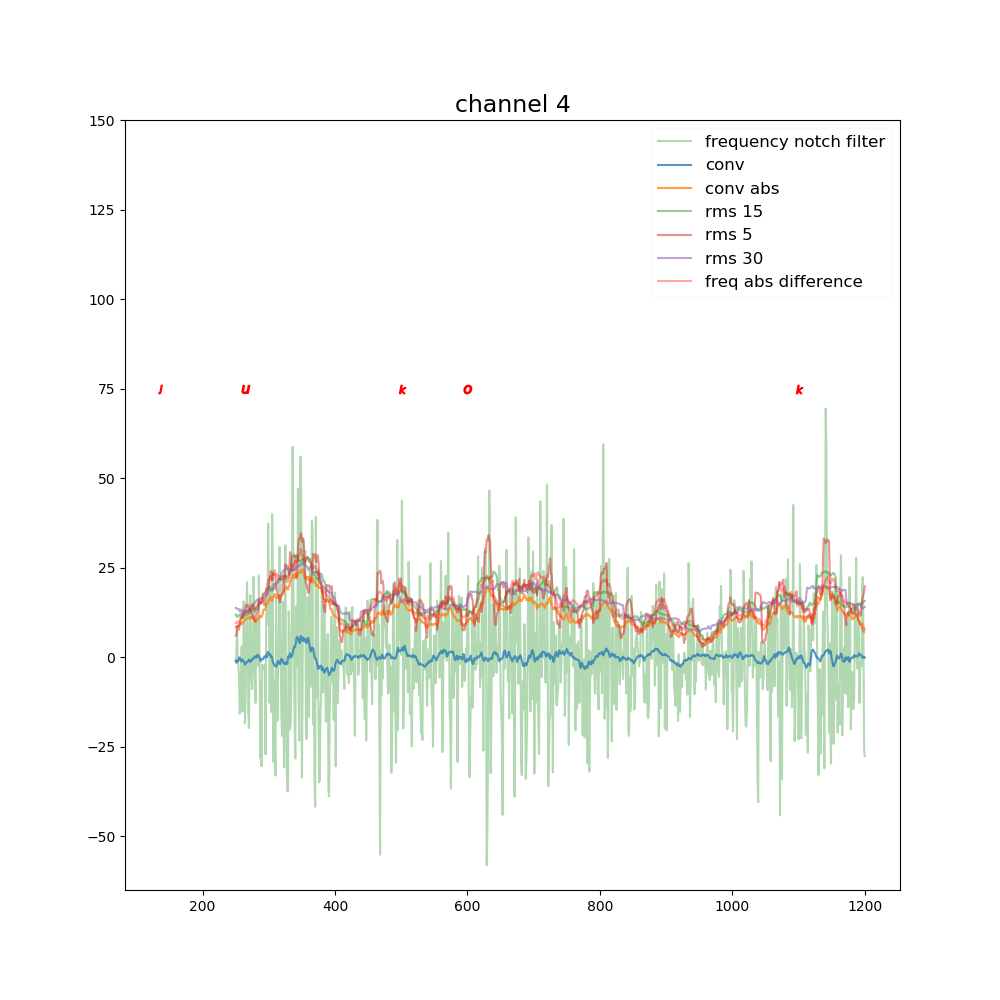 channel 4
150
frequency notch filter
conv
conv abs
125
rms 15
rms 5
rms 30
freq abs difference
100
75
j u k o k
50
25
0
−25
−50
200 400 600 800 1000 1200